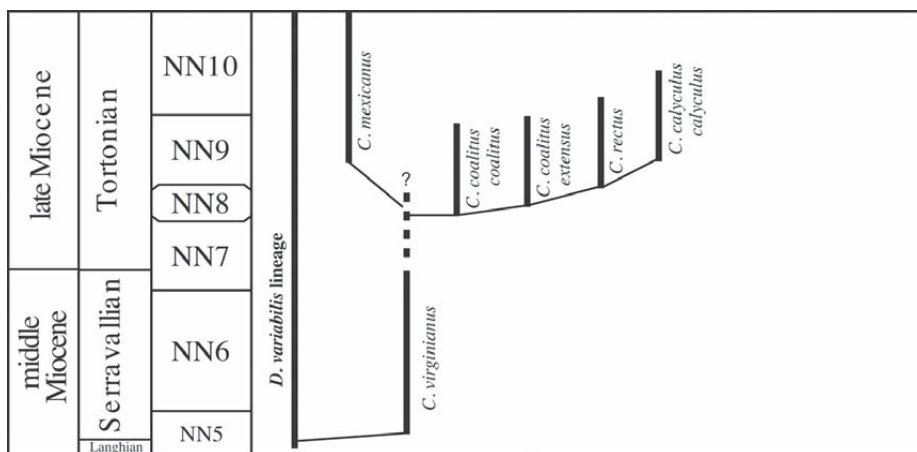 late Miocene
middle
Miocene
Tortonian
Serravallian
Langhian
NN10
NN9
NN8
NN7
NN6
NN5
D. variabilis lineage
C. mexicanus
?
C. virginianus
C. coalitus
coalitus
C. coalitus
extensus
C. rectus
C. calyculus
calyculus